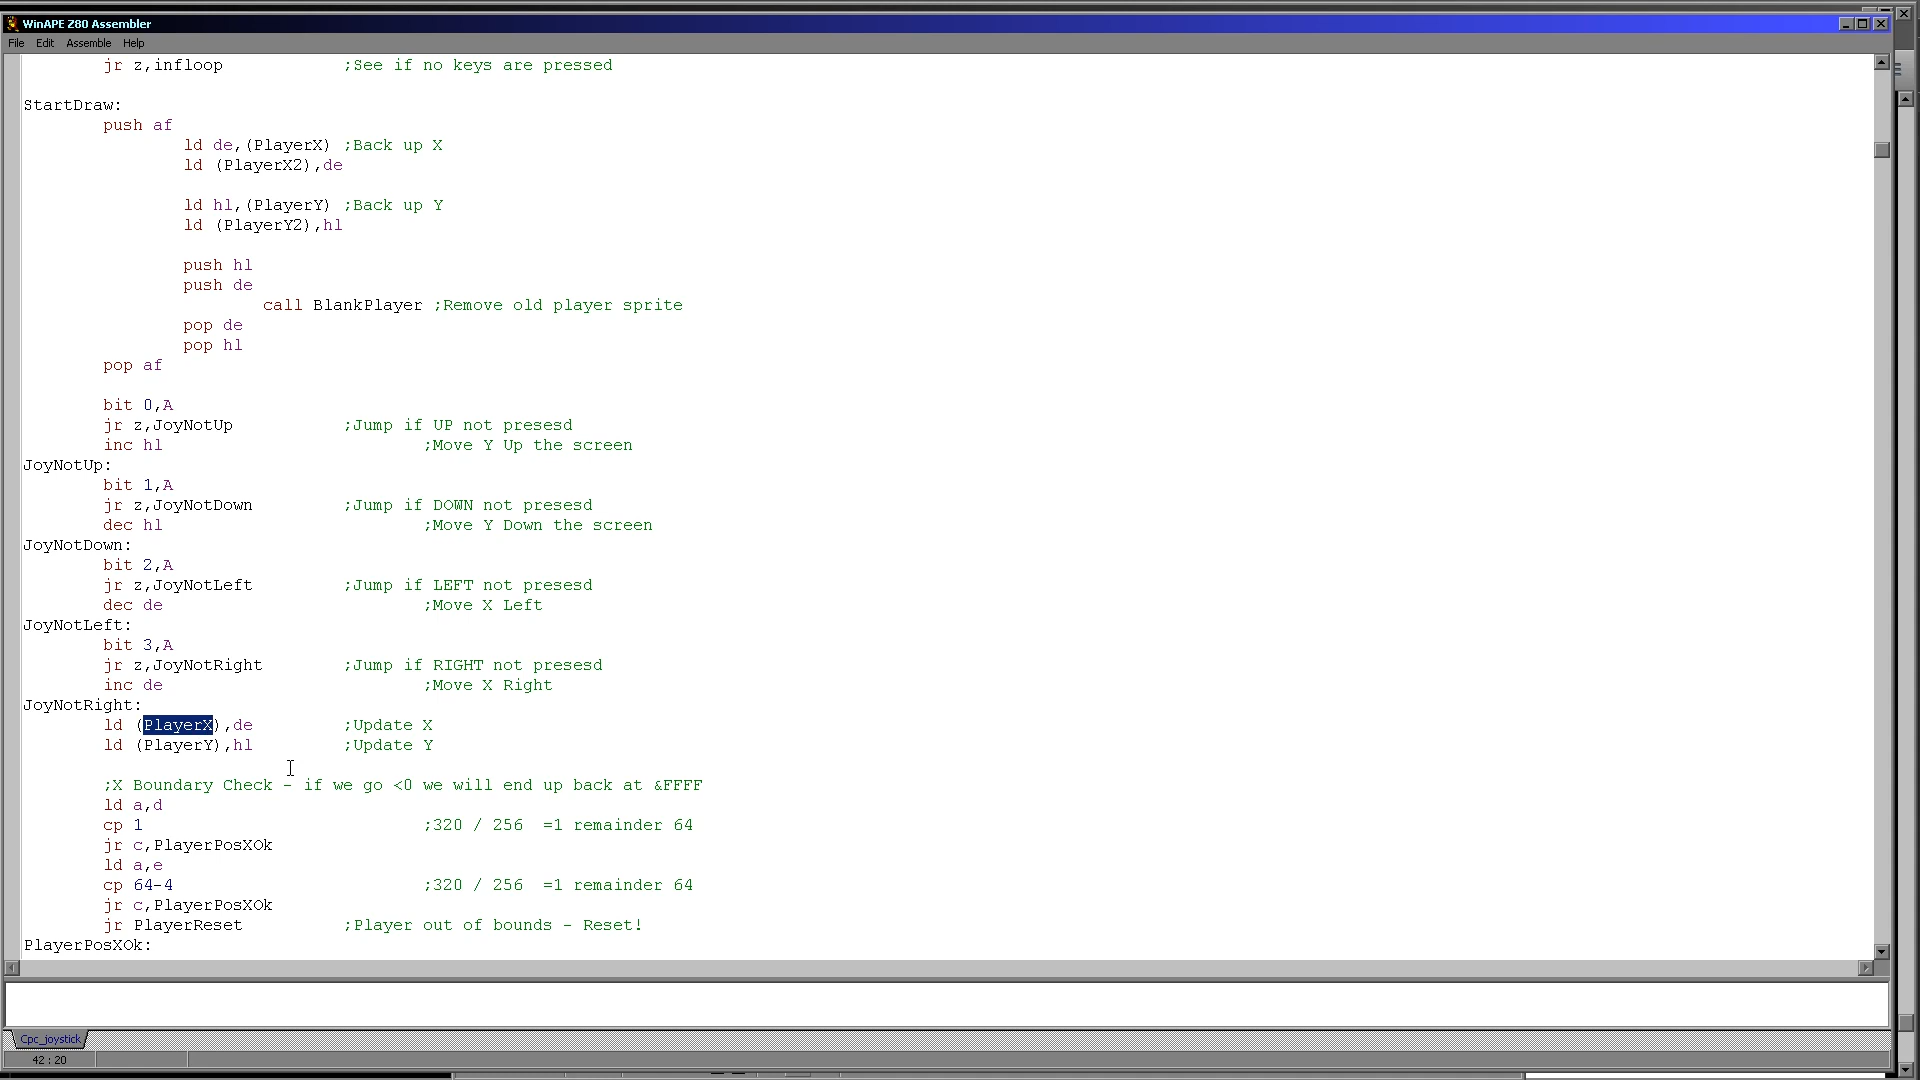 WinAPE Z80 Assembler
File Edit Assemble Help
jr z,infloop ;See if no keys are pressed
StartDraw:
push af
ld de,(PlayerX) ;Back up X
ld (PlayerX2),de
ld hl,(PlayerY) ;Back up Y
ld (PlayerY2),hl
push hl
push de
call BlankPlayer ;Remove old player sprite
pop de
pop hl
pop af
bit 0,A
jr z,JoyNotUp ;Jump if UP not presesd
inc hl ;Move Y Up the screen
JoyNotUp:
bit 1,A
jr z,JoyNotDown ;Jump if DOWN not presesd
dec hl ;Move Y Down the screen
JoyNotDown:
bit 2,A
jr z,JoyNotLeft ;Jump if LEFT not presesd
dec de ;Move X Left
JoyNotLeft:
bit 3,A
jr z,JoyNotRight ;Jump if RIGHT not presesd
inc de ;Move X Right
JoyNotRight:
ld (PlayerX),de ;Update X
ld (PlayerY),hl ;Update Y
;X Boundary Check - if we go <0 we will end up back at &FFFF
ld a,d
cp 1 ;320 / 256 =1 remainder 64
jr c,PlayerPosXOk
ld a,e
cp 64-4 ;320 / 256 =1 remainder 64
jr c,PlayerPosXOk
jr PlayerReset ;Player out of bounds - Reset!
PlayerPosXOk:
Cpc_joystick
42 : 20